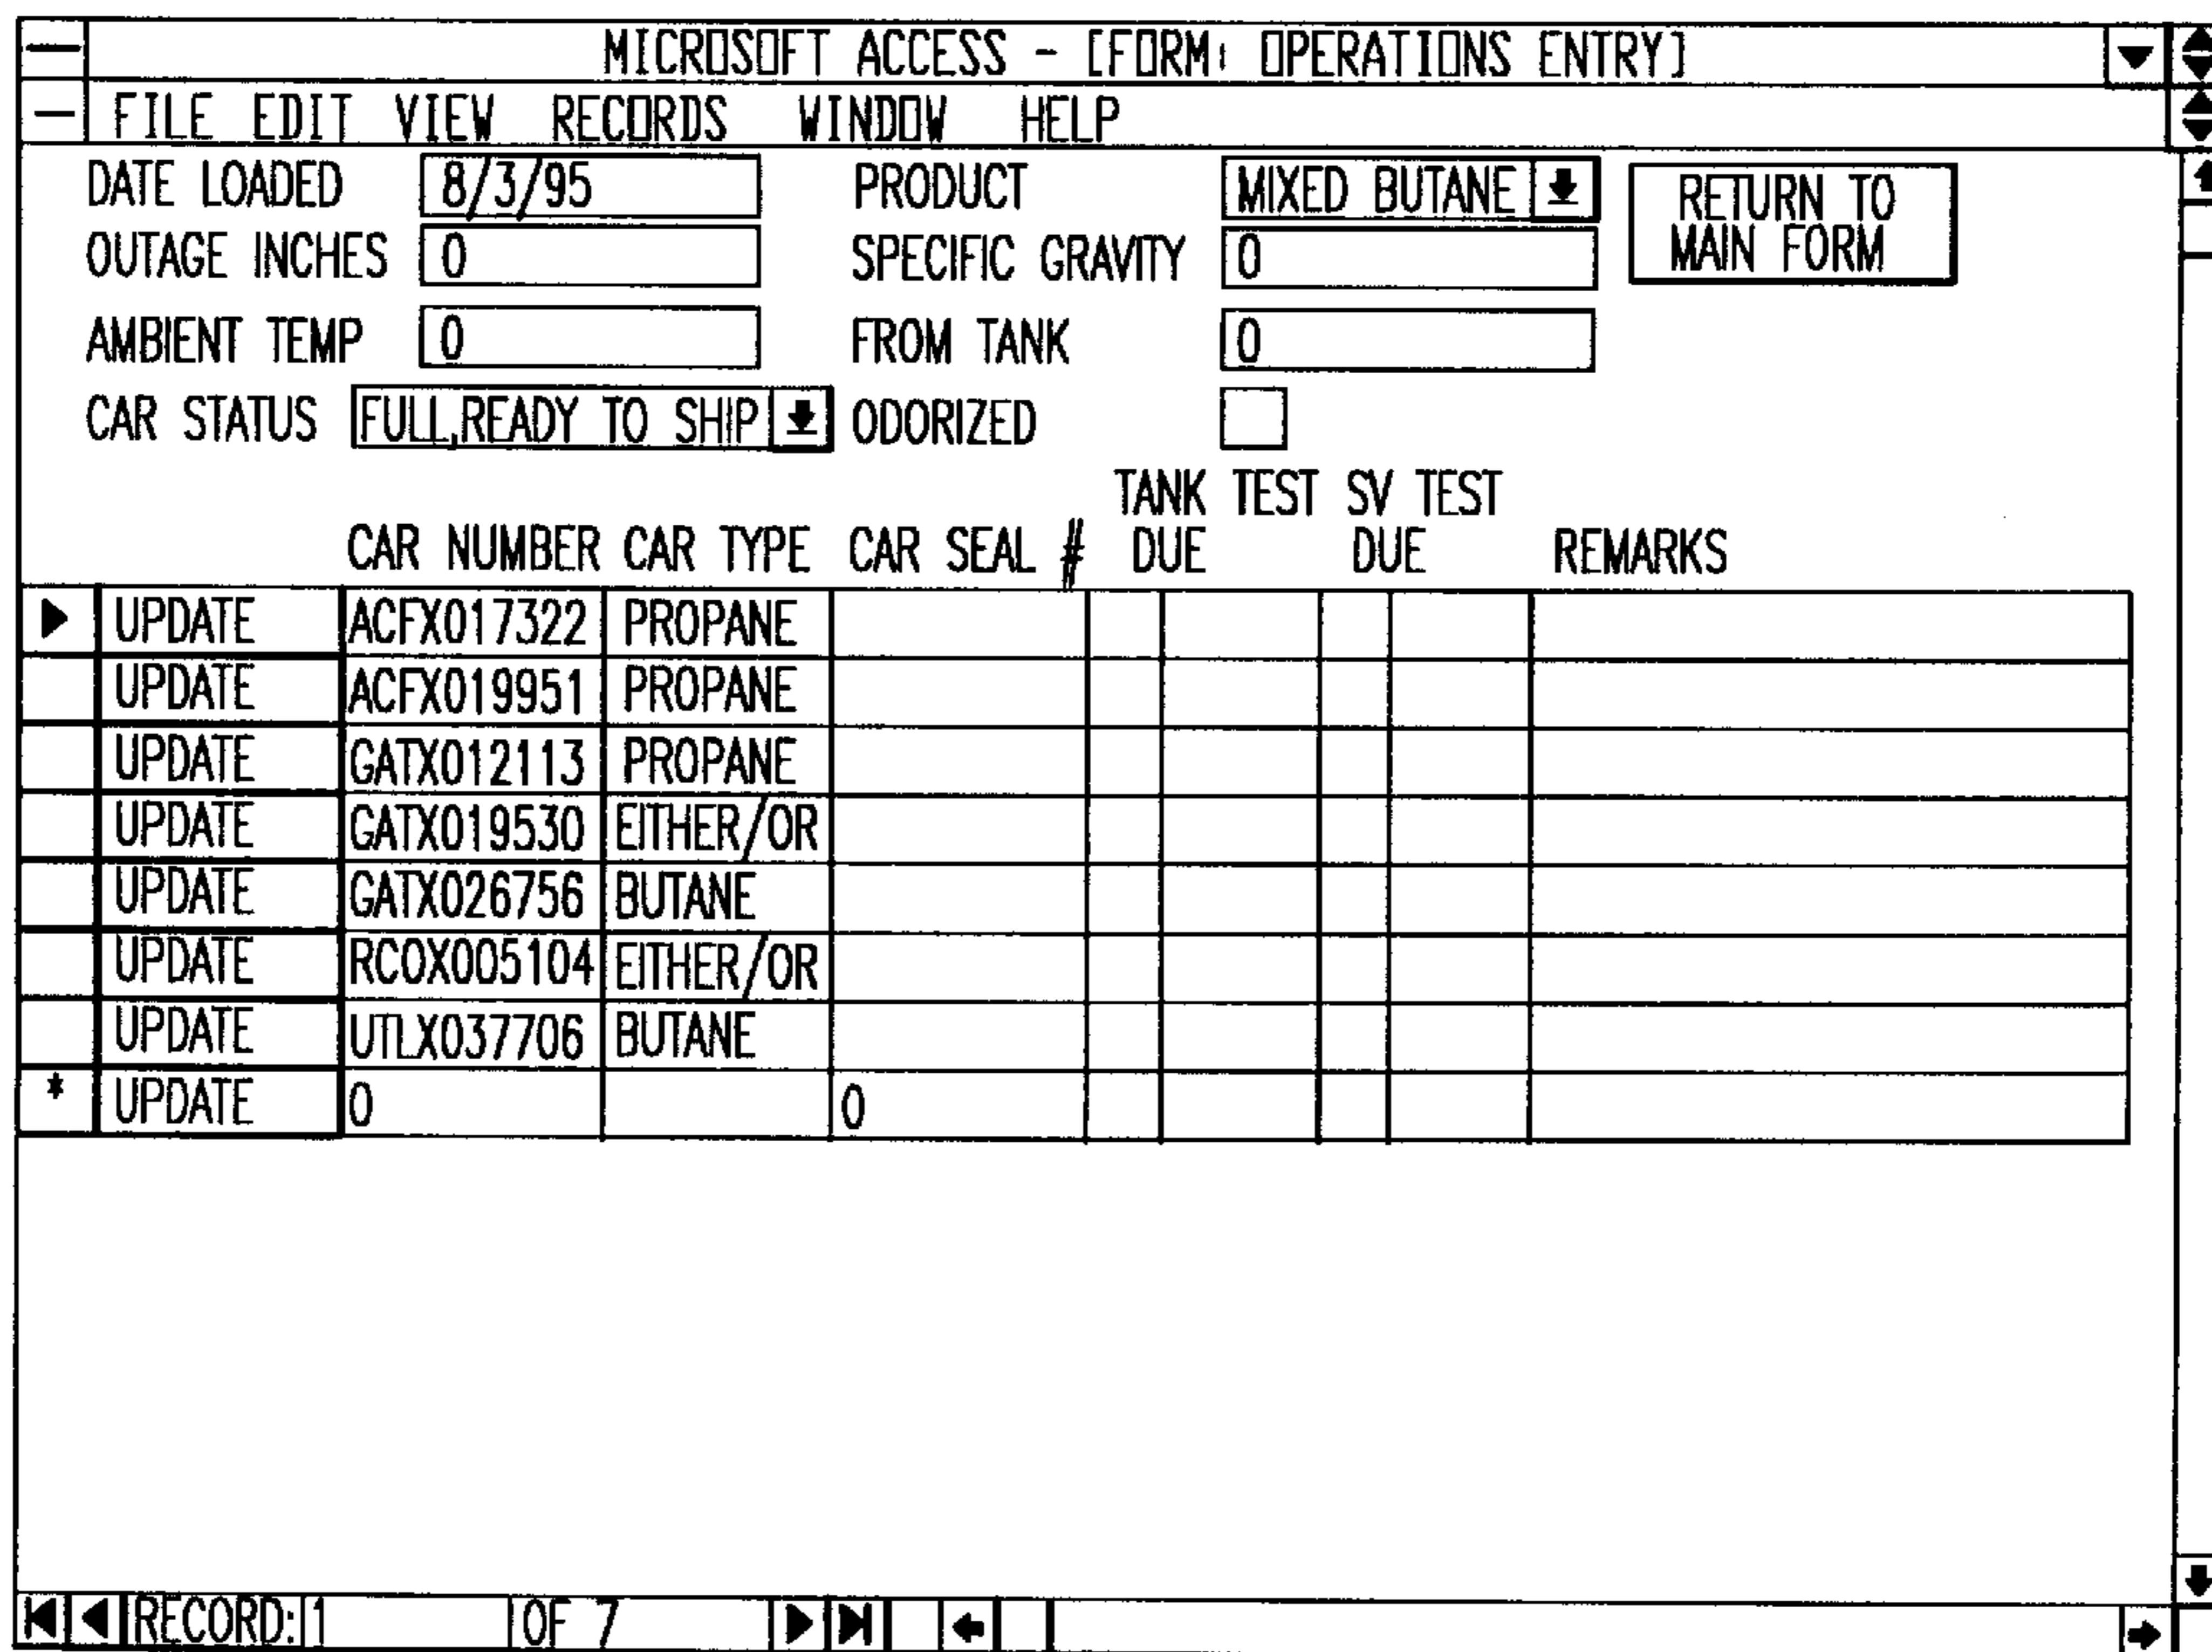 MICROSOFT ACCESS - [FORM: OPERATIONS ENTRY]
FILE EDIT VIEW RECORDS WINDOW HELP
DATE LOADED 8/3/95 PRODUCT MIXED BUTANE RETURN TO MAIN FORM
OUTAGE INCHES 0 SPECIFIC GRAVITY 0
AMBIENT TEMP 0 FROM TANK 0
CAR STATUS FULL,READY TO SHIP ODORIZED
TANK TEST SV TEST
CAR NUMBER CAR TYPE CAR SEAL # DUE DUE REMARKS
UPDATE ACFX017322 PROPANE
UPDATE ACFX019951 PROPANE
UPDATE GATX012113 PROPANE
UPDATE GATX019530 EITHER/OR
UPDATE GATX026756 BUTANE
UPDATE RCOX005104 EITHER/OR
UPDATE UTLX037706 BUTANE
* UPDATE 0 0
RECORD: 1 OF 7